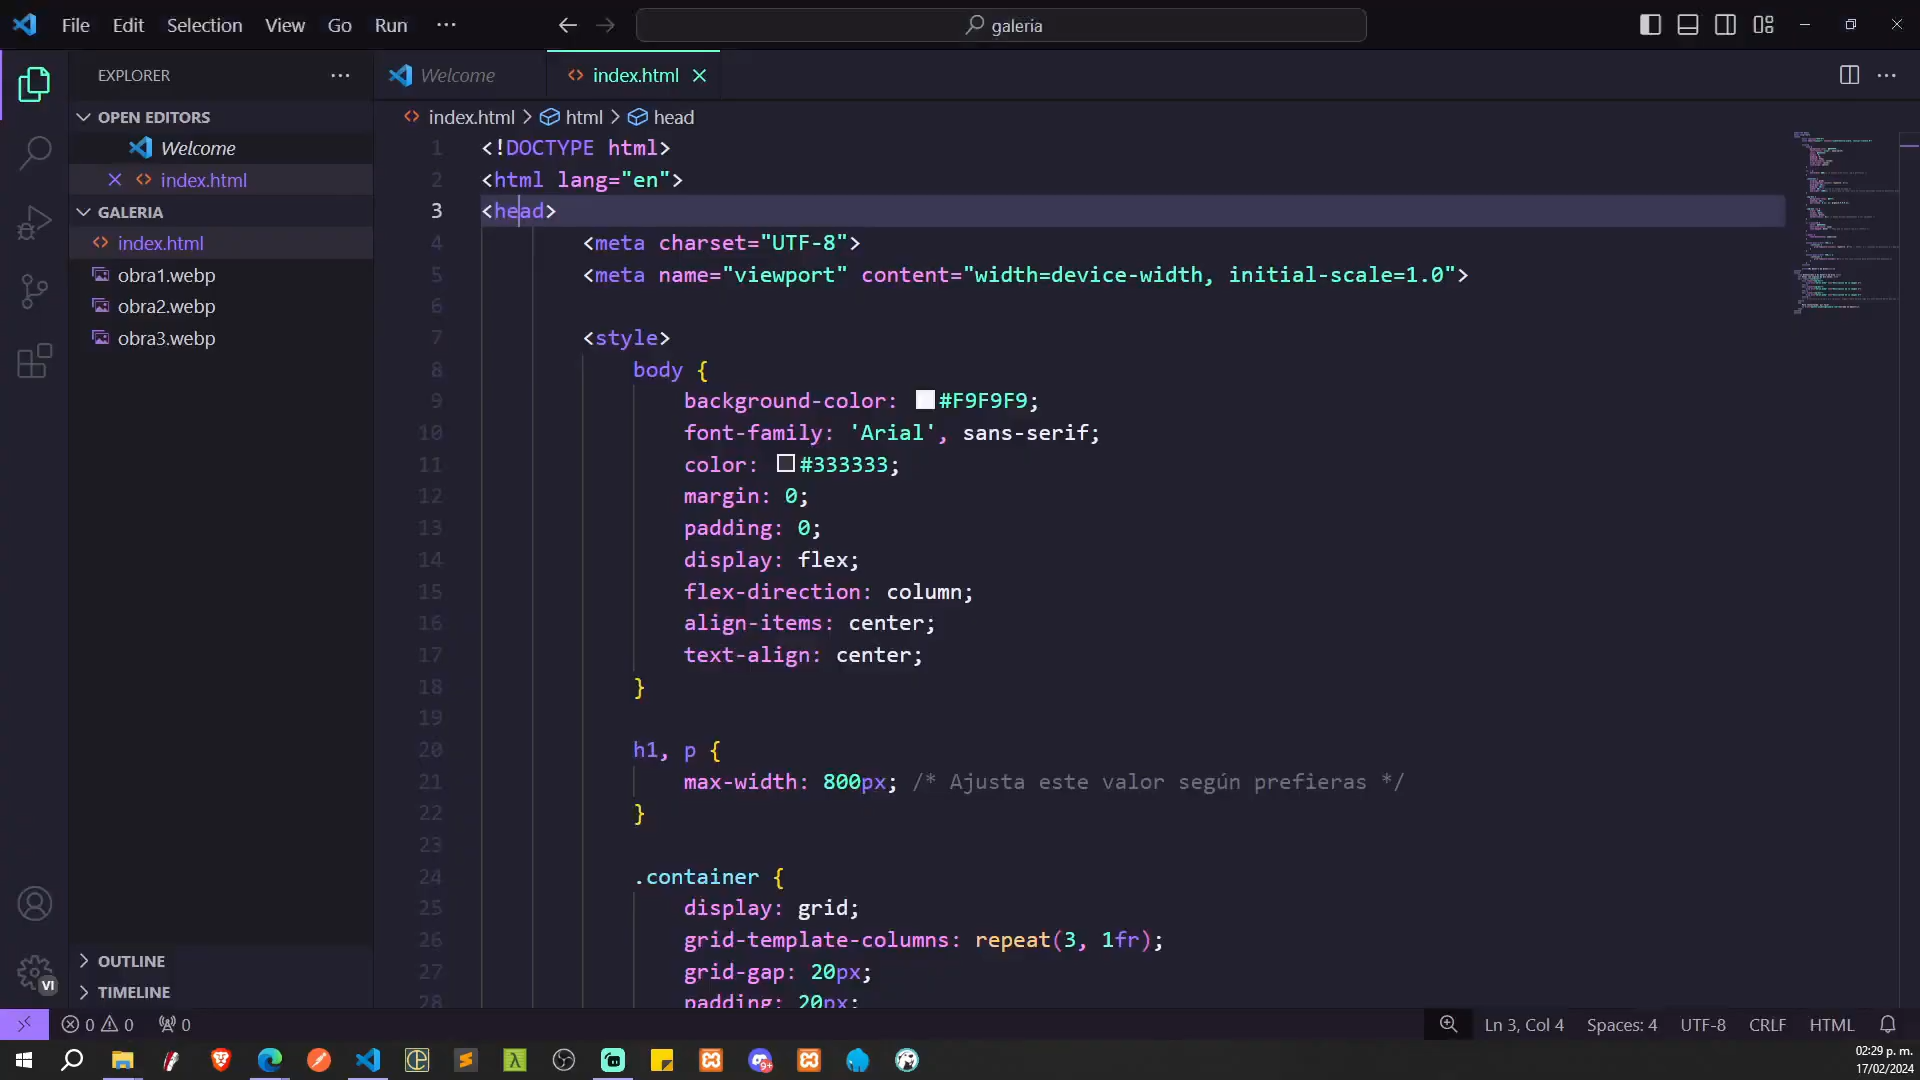 File Edit Selection View Go Run ···
galeria
EXPLORER
Welcome
index.html
OPEN EDITORS
Welcome
index.html
GALERIA
index.html
obra1.webp
obra2.webp
obra3.webp
OUTLINE
TIMELINE
index.html > html > head
1 <!DOCTYPE html>
2 <html lang="en">
3 <head>
4 <meta charset="UTF-8">
5 <meta name="viewport" content="width=device-width, initial-scale=1.0">
6
7 <style>
8 body {
9 background-color: #F9F9F9;
10 font-family: 'Arial', sans-serif;
11 color: #333333;
12 margin: 0;
13 padding: 0;
14 display: flex;
15 flex-direction: column;
16 align-items: center;
17 text-align: center;
18 }
19
20 h1, p {
21 max-width: 800px; /* Ajusta este valor según prefieras */
22 }
23
24 .container {
25 display: grid;
26 grid-template-columns: repeat(3, 1fr);
27 grid-gap: 20px;
28 padding: 20px;
VI
0 0 0
Ln 3, Col 4 Spaces: 4 UTF-8 CRLF HTML
9+
02:29 p. m.
17/02/2024